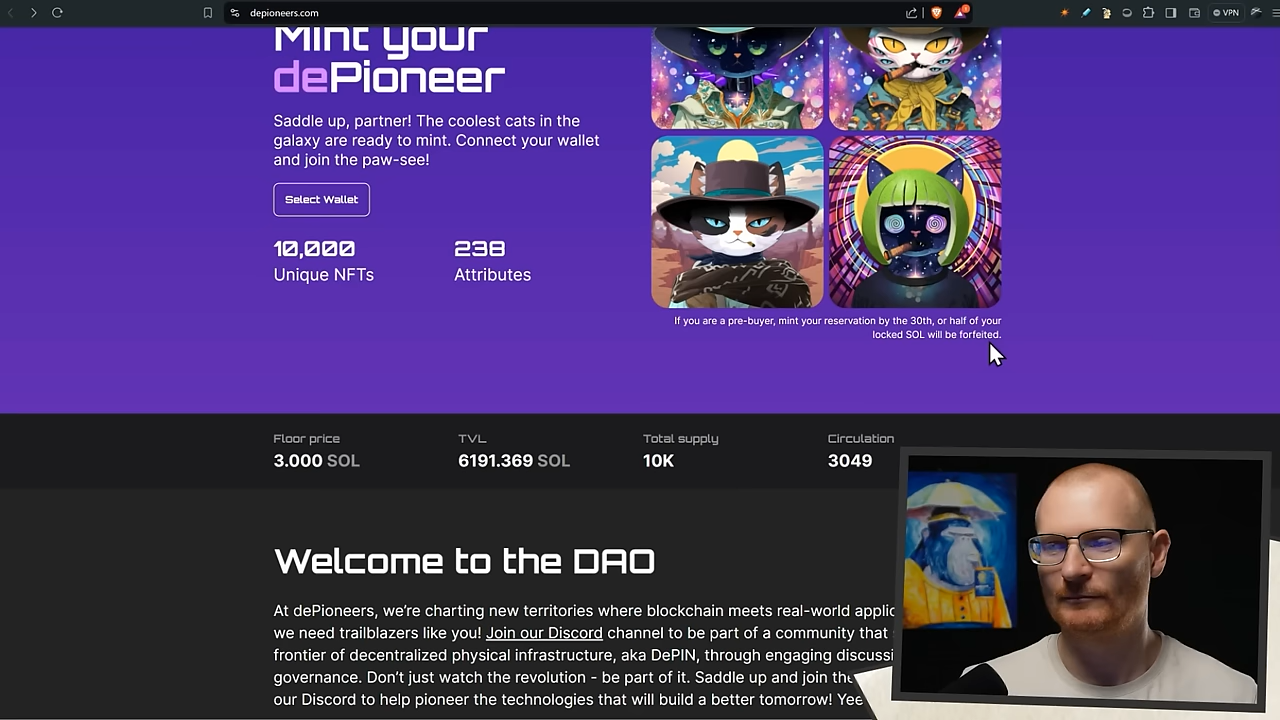 depioneers.com
VPN
Mint your
dePioneer
Saddle up, partner! The coolest cats in the
galaxy are ready to mint. Connect your wallet
and join the paw-see!
Select Wallet
10,000
Unique NFTs
238
Attributes
If you are a pre-buyer, mint your reservation by the 30th, or half of your
locked SOL will be forfeited.
Floor price
3.000 SOL
TVL
6191.369 SOL
Total supply
10K
Circulation
3049
Welcome to the DAO
At dePioneers, we’re charting new territories where blockchain meets real-world
we need trailblazers like you! Join our Discord channel to be part of a community that
frontier of decentralized physical infrastructure, aka DePIN, through engaging
governance. Don’t just watch the revolution - be part of it. Saddle up and join
our Discord to help pioneer the technologies that will build a better tomorrow!